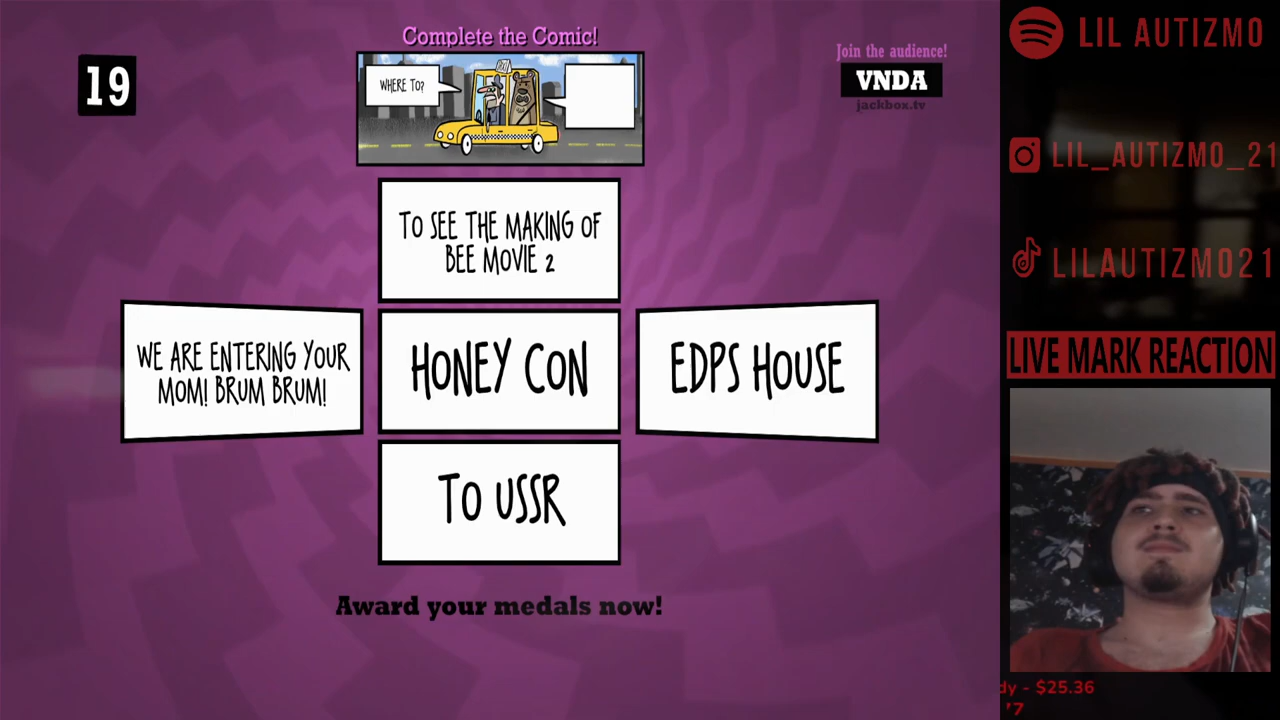 Complete the Comic!
19
WHERE TO?
Join the audience!
VNDA
jackbox.tv
TO SEE THE MAKING OF
BEE MOVIE 2
WE ARE ENTERING YOUR
MOM! BRUM BRUM!
HONEY CON
EDPS HOUSE
TO USSR
Award your medals now!
LIL AUTIZMO
LIL_AUTIZMO_21
LILAUTIZMO21
LIVE MARK REACTION
dy - $25.36